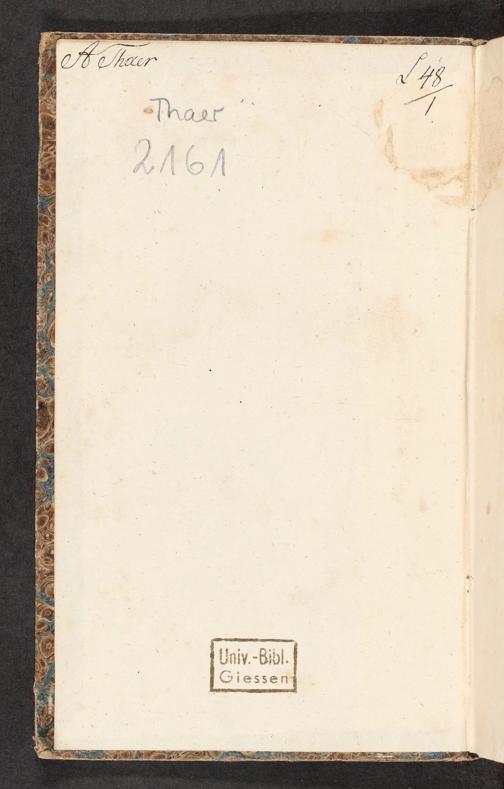 A Thaer
L 48
/
1
Thaer
2161
Univ.-Bibl.
Giessen